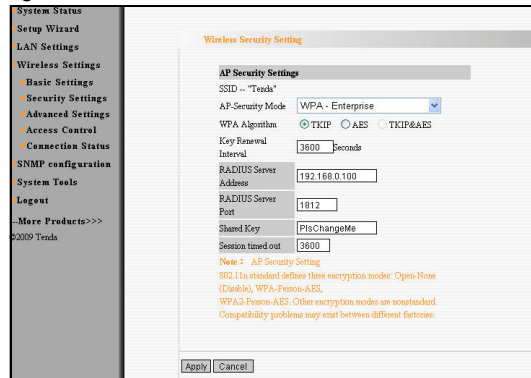 System Status
Setup Wizard
LAN Settings
Wireless Settings
Basic Settings
Security Settings
Advanced Settings
Access Control
Connection Status
SNMP configuration
System Tools
Logout
--More Products>>>
©2009 Tenda
Wireless Security Setting
AP Security Settings
SSID -- "Tenda"
AP-Security Mode WPA - Enterprise
WPA Algorithm TKIP AES TKIP&AES
Key Renewal
Interval 3600 Seconds
RADIUS Server
Address 192.168.0.100
RADIUS Server
Port 1812
Shared Key PlsChangeMe
Session timed out 3600
Note： AP Security Setting
802.11n standard defines three encryption modes: Open-None
(Disable), WPA-Person-AES,
WPA2-Person-AES. Other encryption modes are nonstandard.
Compatibility problems may exist between different factories.
Apply Cancel